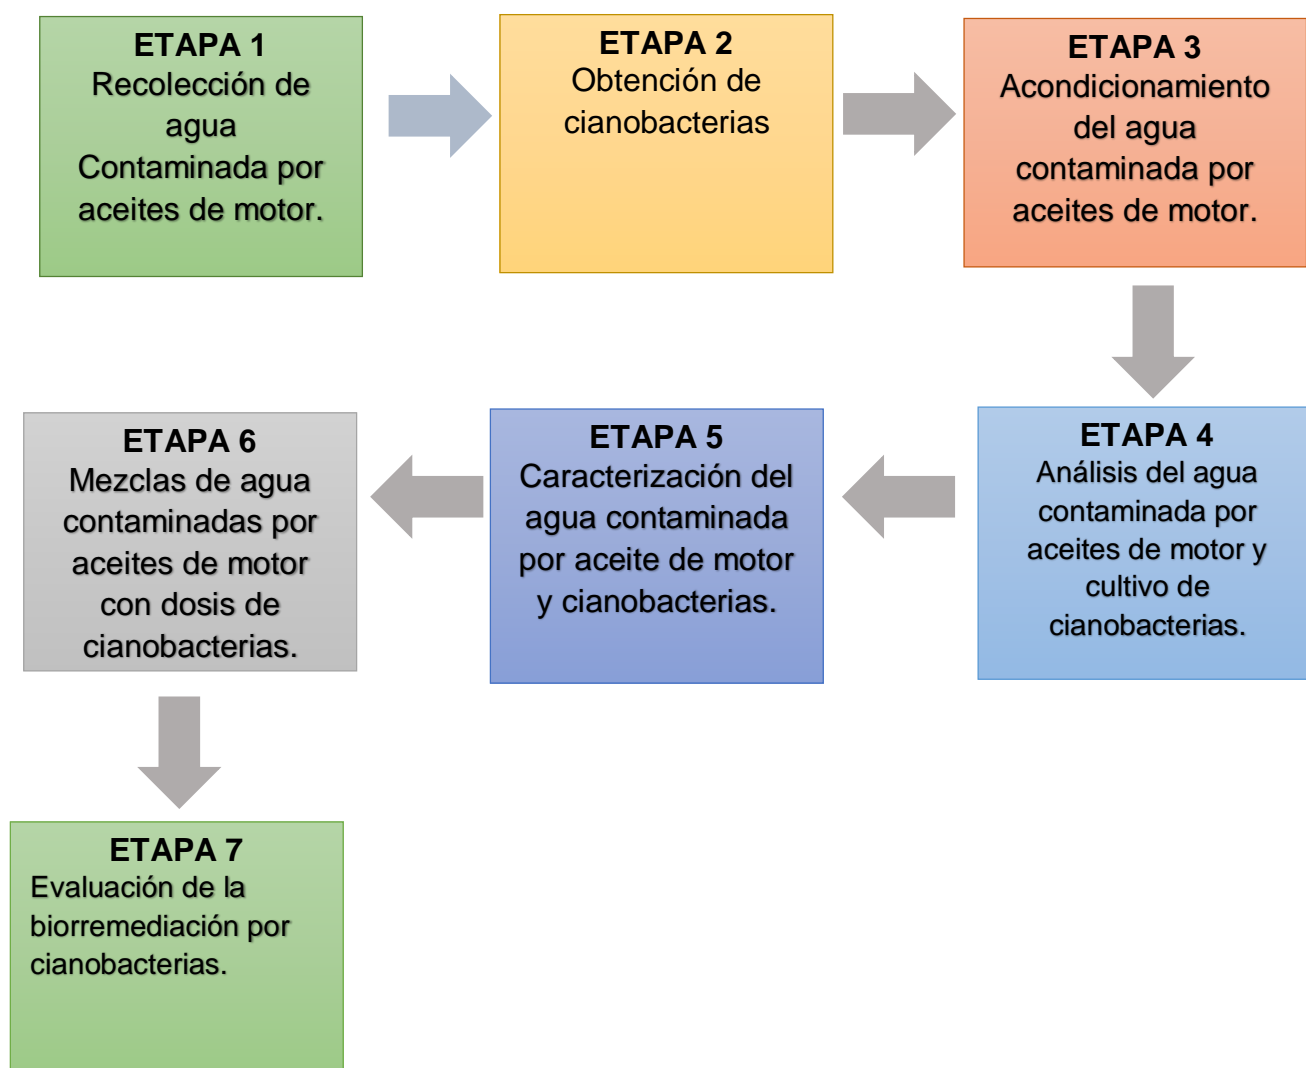 ETAPA 1
Recolección de
agua
Contaminada por
aceites de motor.
ETAPA 2
Obtención de
cianobacterias
ETAPA 3
Acondicionamiento
del agua
contaminada por
aceites de motor.
ETAPA 4
Análisis del agua
contaminada por
aceites de motor y
cultivo de
cianobacterias.
ETAPA 5
Caracterización del
agua contaminada
por aceite de motor
y cianobacterias.
ETAPA 6
Mezclas de agua
contaminadas por
aceites de motor
con dosis de
cianobacterias.
ETAPA 7
Evaluación de la
biorremediación por
cianobacterias.